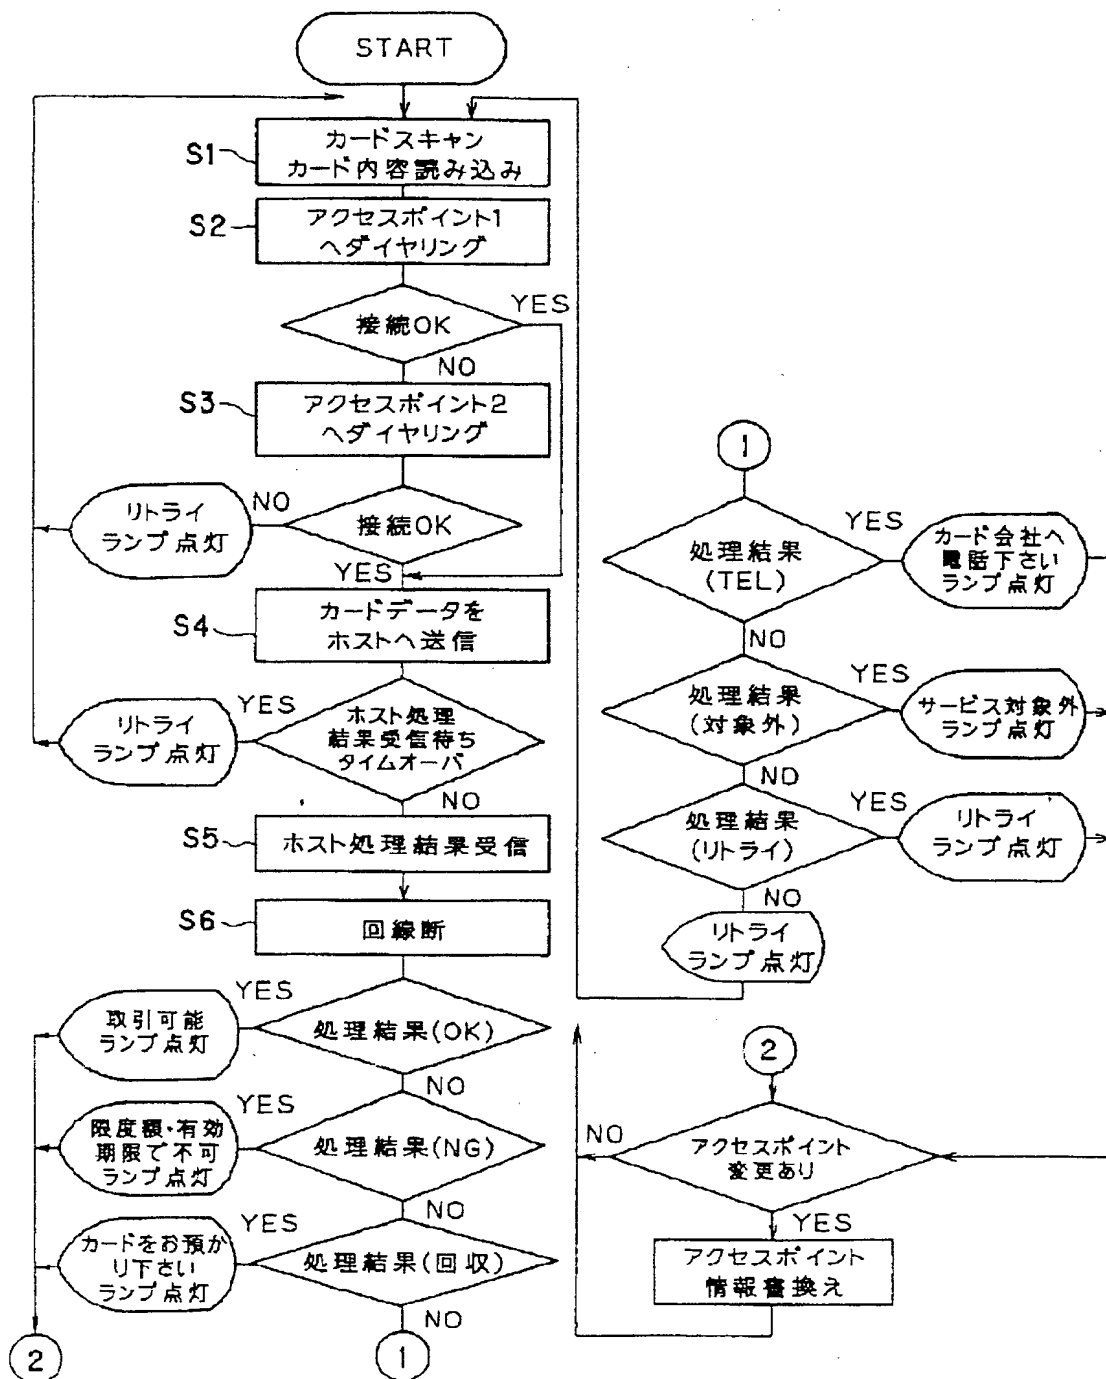 START
S1
カードスキャン
カード内容読み込み
S2
アクセスポイント1
へダイヤリング
接続OK
YES
NO
S3
アクセスポイント2
へダイヤリング
リトライ
ランプ点灯
NO
接続OK
YES
S4
カードデータを
ホストへ送信
リトライ
ランプ点灯
YES
ホスト処理
結果受信待ち
タイムオーバ
NO
S5
ホスト処理結果受信
S6
回線断
取引可能
ランプ点灯
YES
処理結果(OK)
NO
限度額・有効
期限で不可
ランプ点灯
YES
処理結果(NG)
NO
カードをお預か
り下さい
ランプ点灯
YES
処理結果(回収)
NO
2
1
1
処理結果
(TEL)
YES
カード会社へ
電話下さい
ランプ点灯
NO
処理結果
(対象外)
YES
サービス対象外
ランプ点灯
NO
処理結果
(リトライ)
YES
リトライ
ランプ点灯
NO
リトライ
ランプ点灯
2
NO
アクセスポイント
変更あり
YES
アクセスポイント
情報書換え